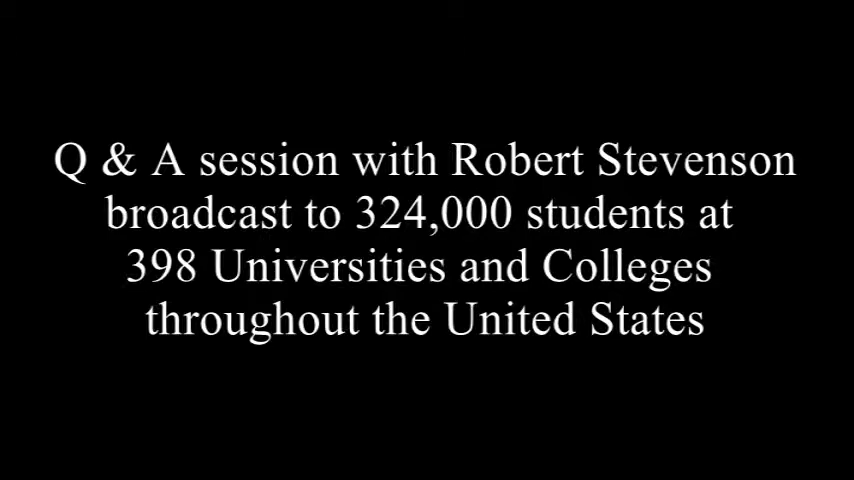 Q & A session with Robert Stevenson
broadcast to 324,000 students at
398 Universities and Colleges
throughout the United States